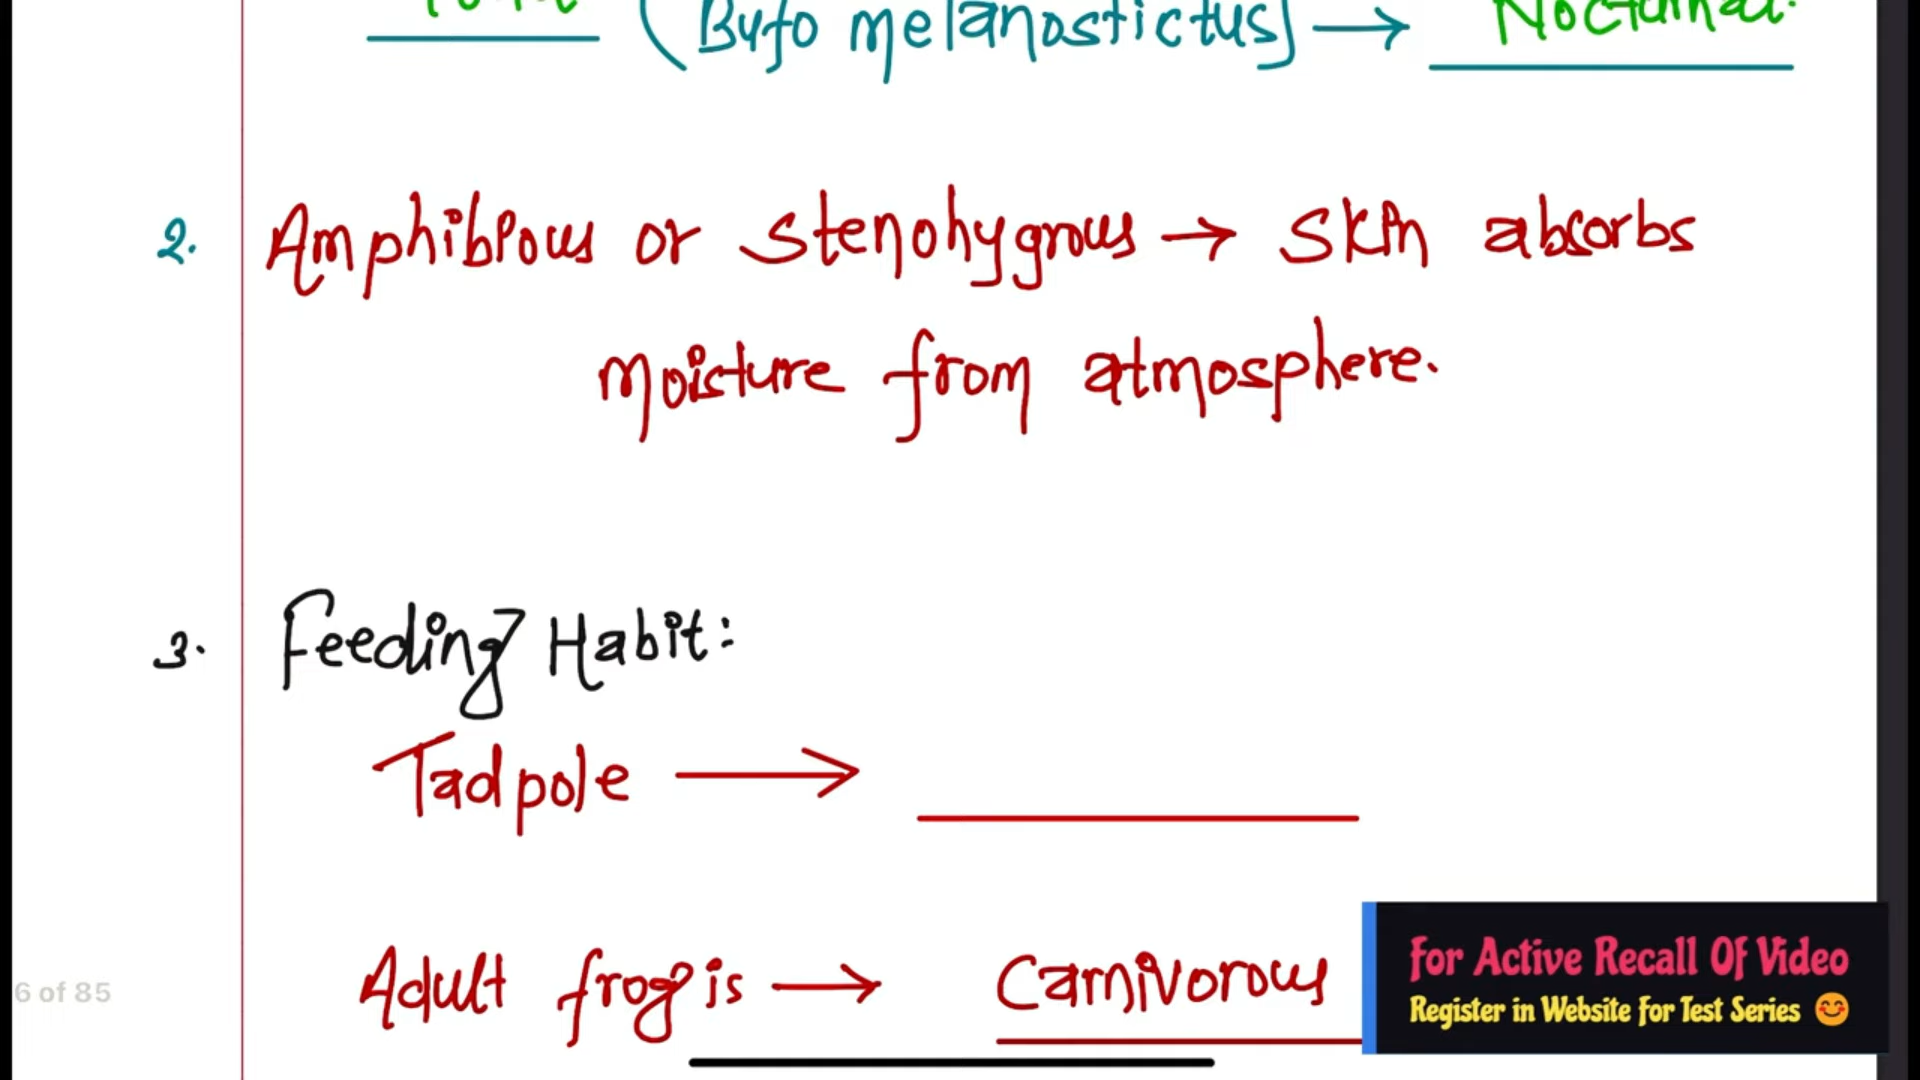 (Bufo melanostictus] → Nocturnal.
2. Amphibious or stenohygrous → Skin absorbs
moisture from atmosphere.
3. Feeding Habit:
Tadpole →
Adult frog is → Carnivorous
For Active Recall Of Video
Register in Website For Test Series 😊
6 of 85